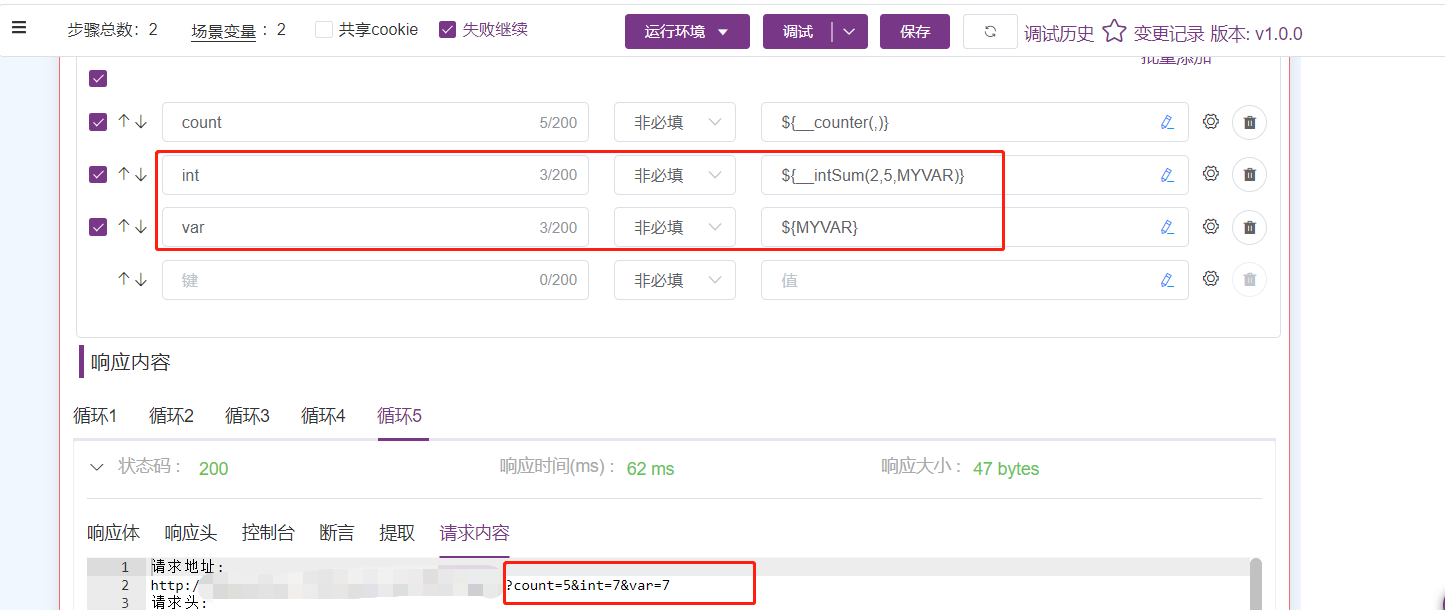 步骤总数: 2 场景变量 : 2 共享cookie 失败继续 运行环境 调试 保存 调试历史 变更记录 版本: v1.0.0
批量添加
count 5/200 非必填 ${__counter(,)}
int 3/200 非必填 ${__intSum(2,5,MYVAR)}
var 3/200 非必填 ${MYVAR}
键 0/200 非必填 值
响应内容
循环1 循环2 循环3 循环4 循环5
状态码 : 200 响应时间(ms) : 62 ms 响应大小 : 47 bytes
响应体 响应头 控制台 断言 提取 请求内容
1 请求地址:
2 http:/ ?count=5&int=7&var=7
3 请求头: